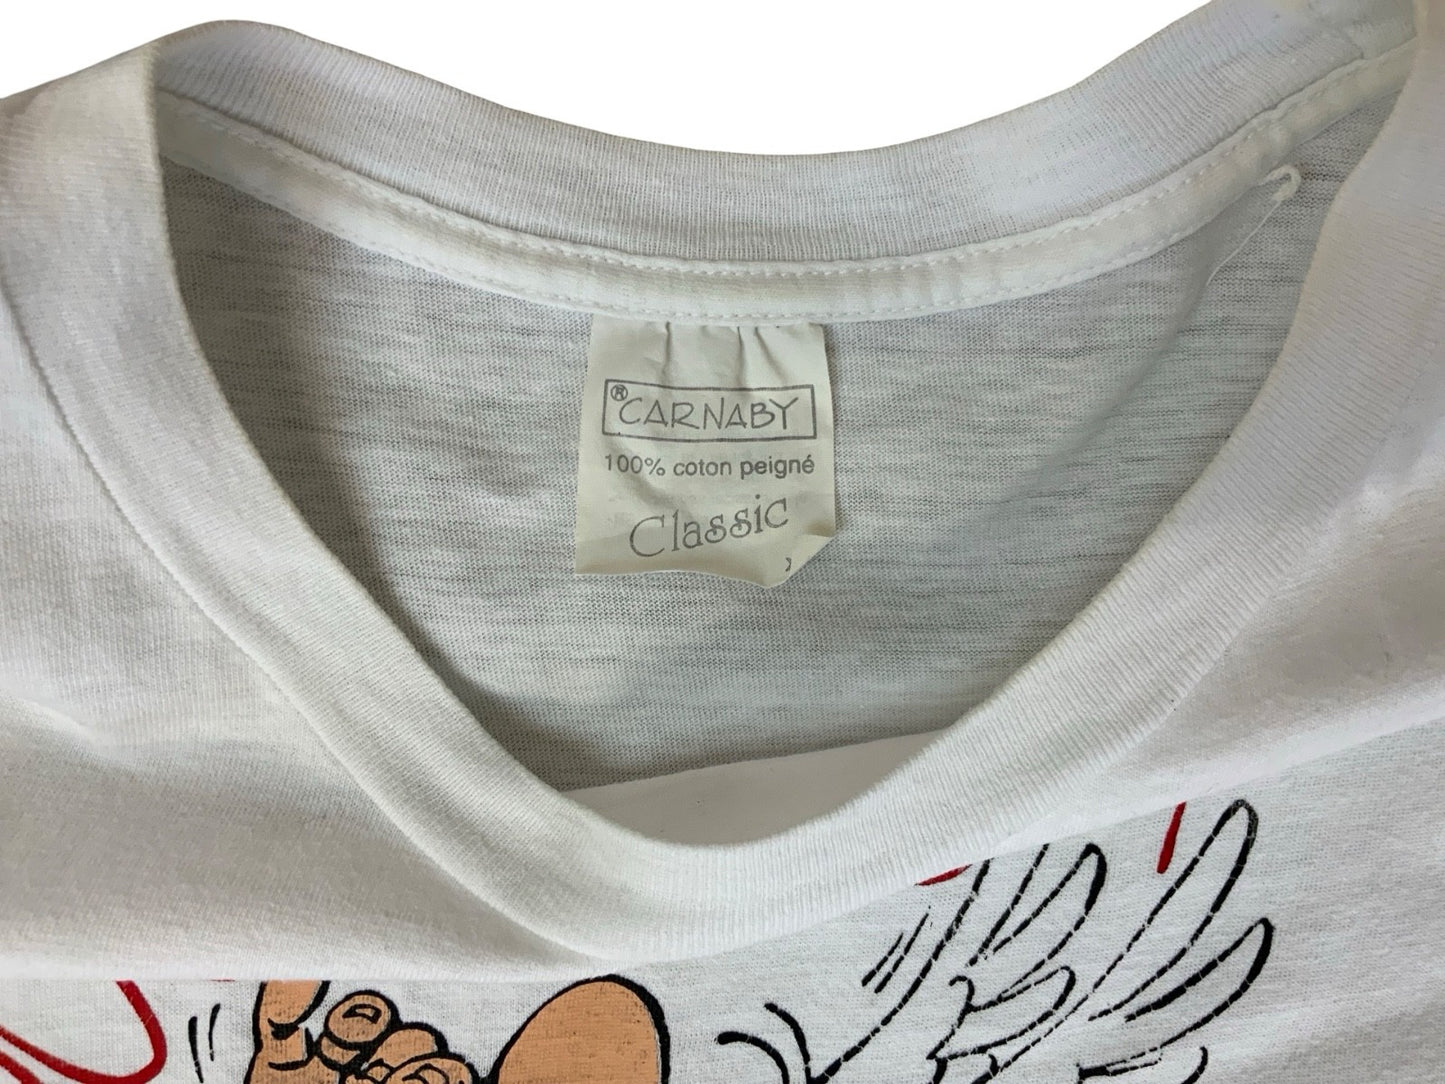 ® CARNABY
100% coton peigné
Classic